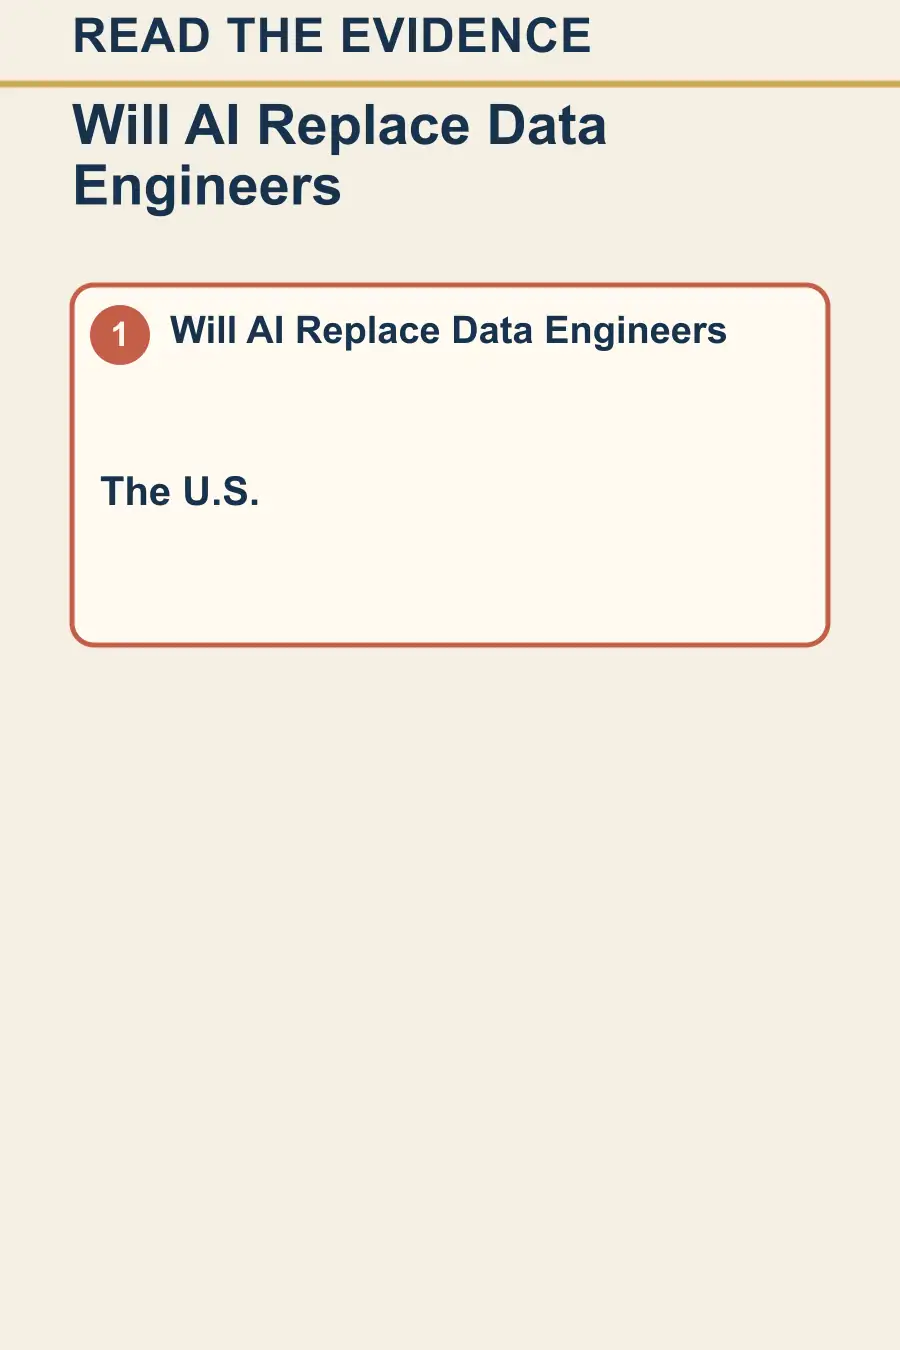 READ THE EVIDENCE
Will AI Replace Data
Engineers
1 Will AI Replace Data Engineers
The U.S.